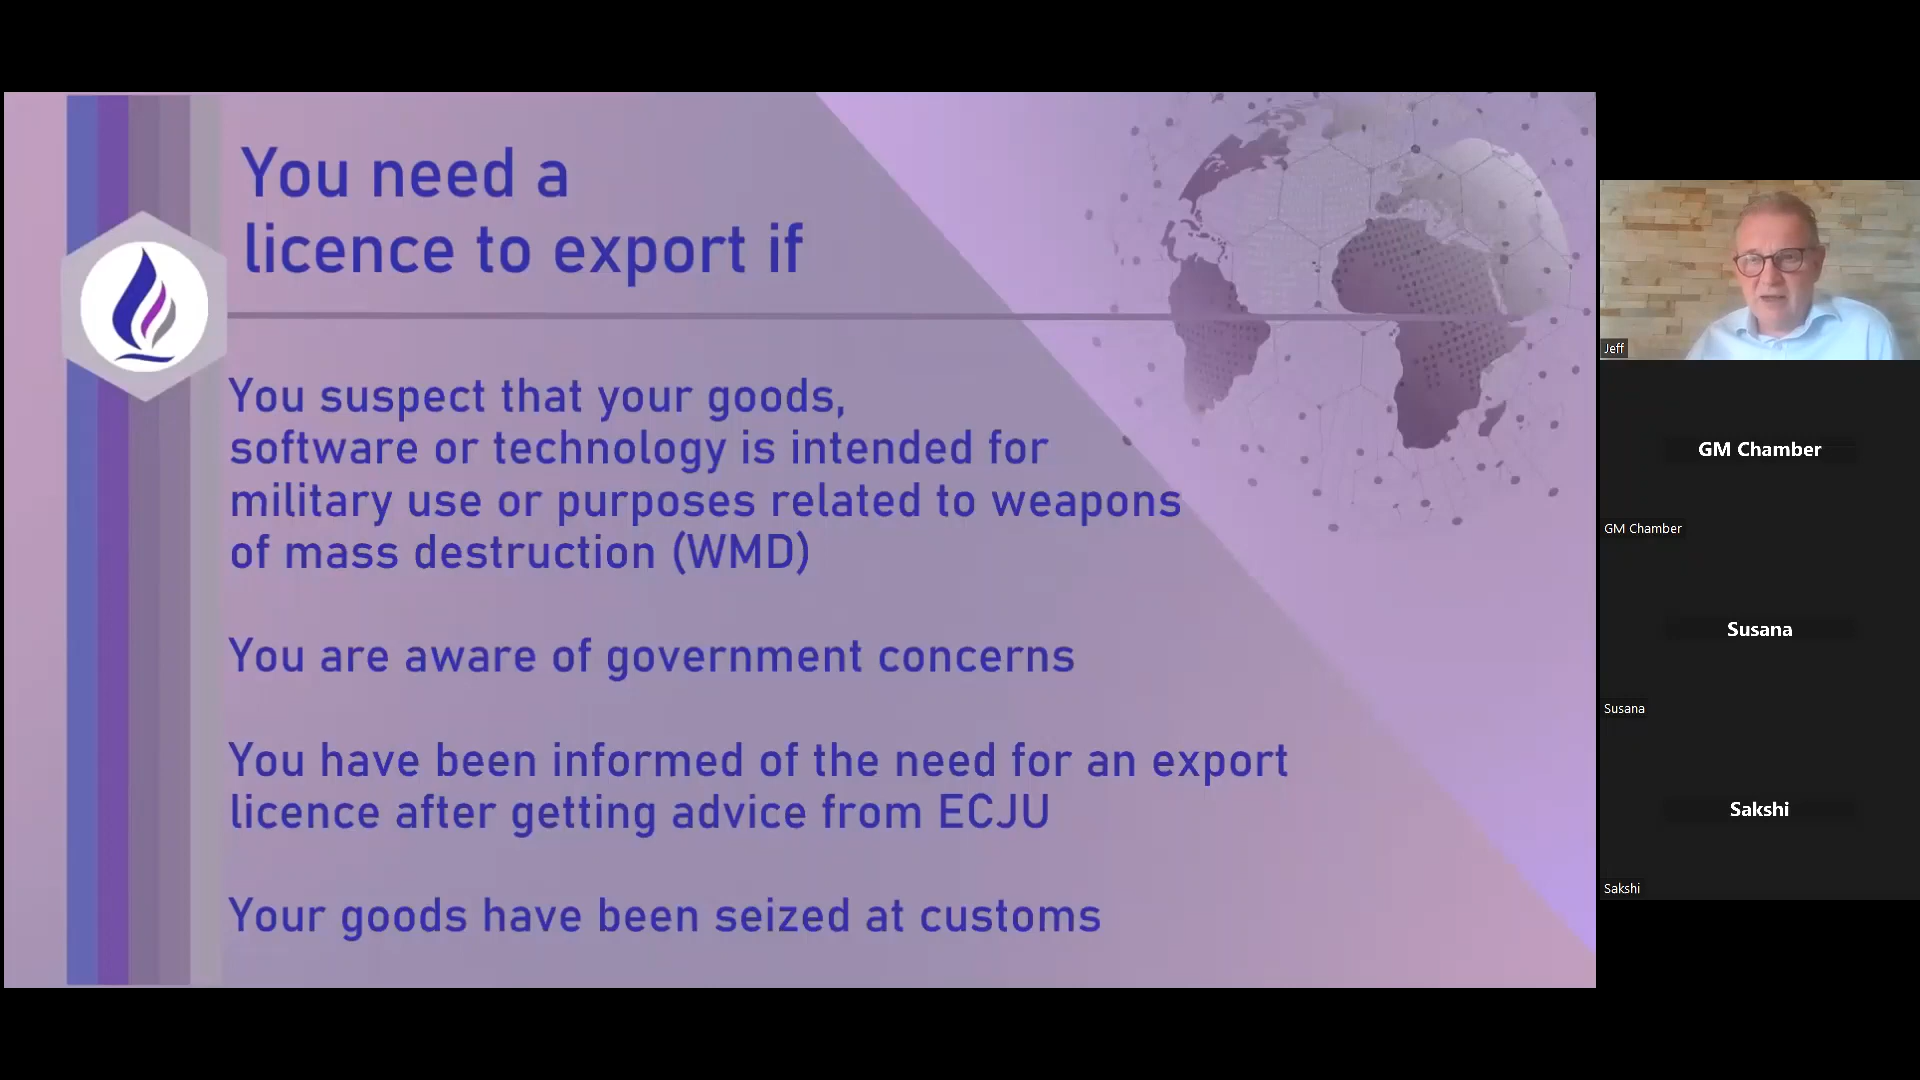 You need a
licence to export if
You suspect that your goods,
software or technology is intended for
military use or purposes related to weapons
of mass destruction (WMD)
You are aware of government concerns
You have been informed of the need for an export
licence after getting advice from ECJU
Your goods have been seized at customs
Jeff
GM Chamber
GM Chamber
Susana
Susana
Sakshi
Sakshi